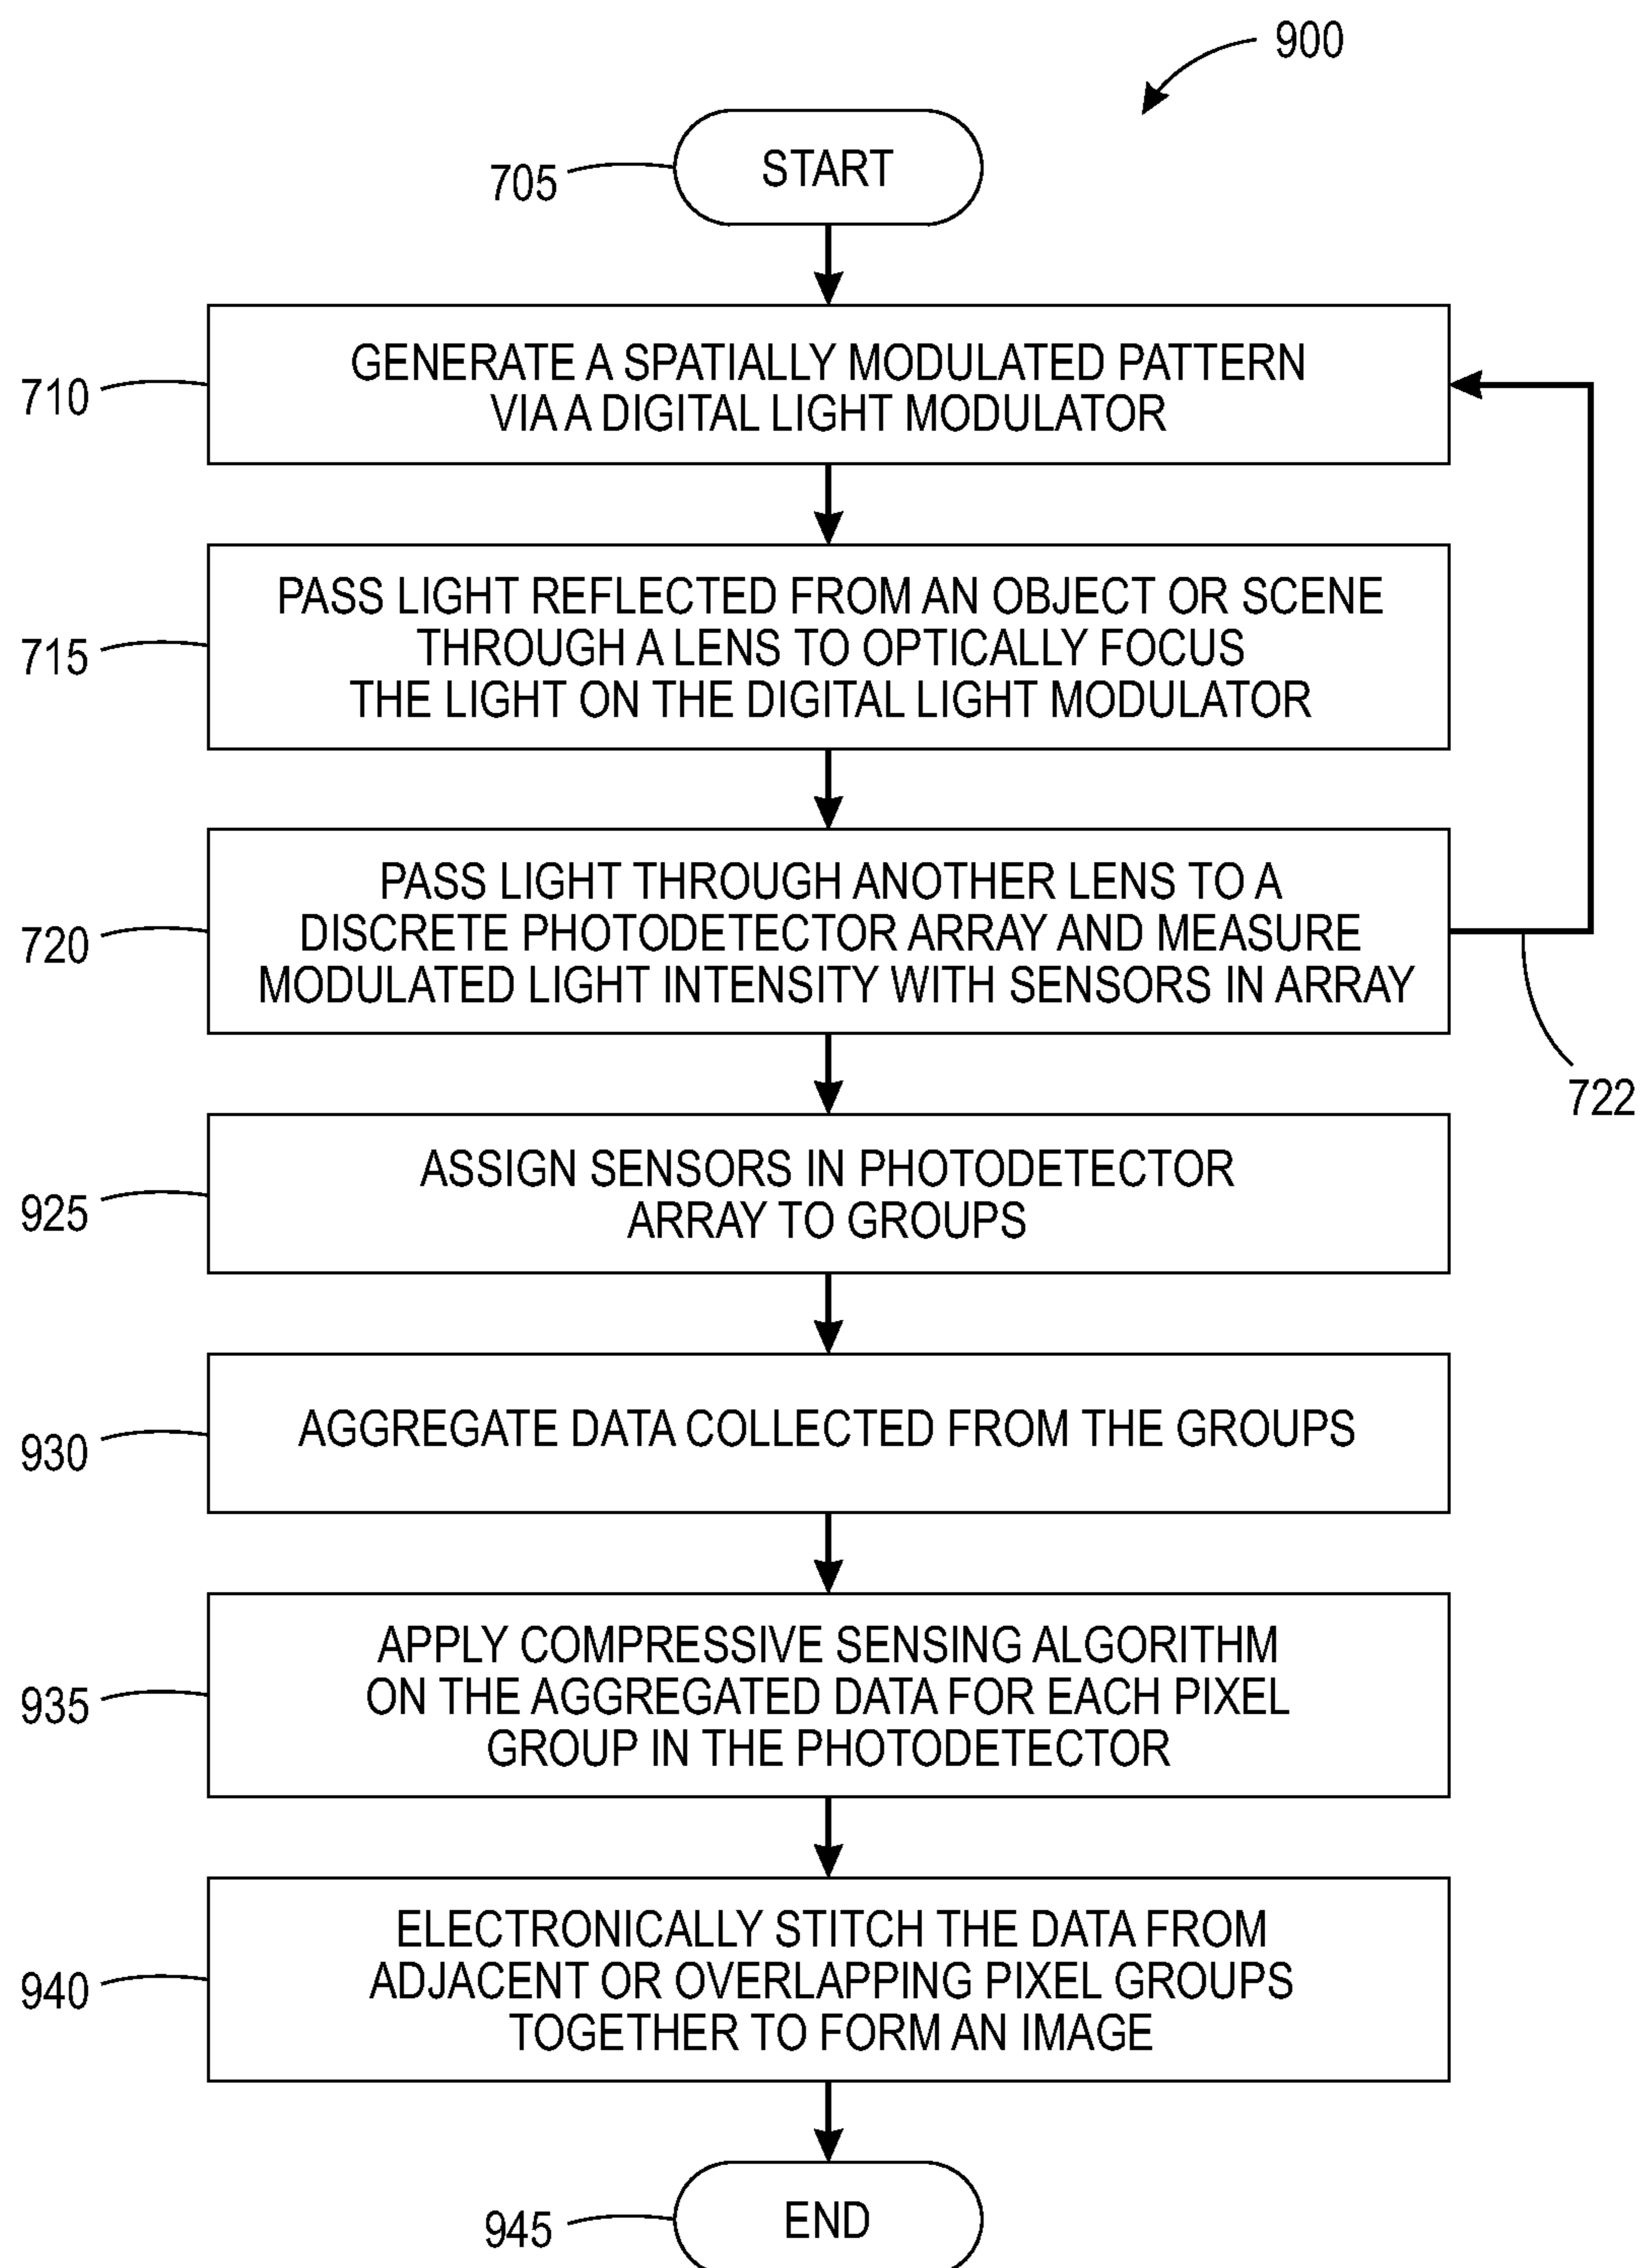 900
705
START
710
GENERATE A SPATIALLY MODULATED PATTERN
VIA A DIGITAL LIGHT MODULATOR
715
PASS LIGHT REFLECTED FROM AN OBJECT OR SCENE
THROUGH A LENS TO OPTICALLY FOCUS
THE LIGHT ON THE DIGITAL LIGHT MODULATOR
720
PASS LIGHT THROUGH ANOTHER LENS TO A
DISCRETE PHOTODETECTOR ARRAY AND MEASURE
MODULATED LIGHT INTENSITY WITH SENSORS IN ARRAY
722
925
ASSIGN SENSORS IN PHOTODETECTOR
ARRAY TO GROUPS
930
AGGREGATE DATA COLLECTED FROM THE GROUPS
935
APPLY COMPRESSIVE SENSING ALGORITHM
ON THE AGGREGATED DATA FOR EACH PIXEL
GROUP IN THE PHOTODETECTOR
940
ELECTRONICALLY STITCH THE DATA FROM
ADJACENT OR OVERLAPPING PIXEL GROUPS
TOGETHER TO FORM AN IMAGE
945
END